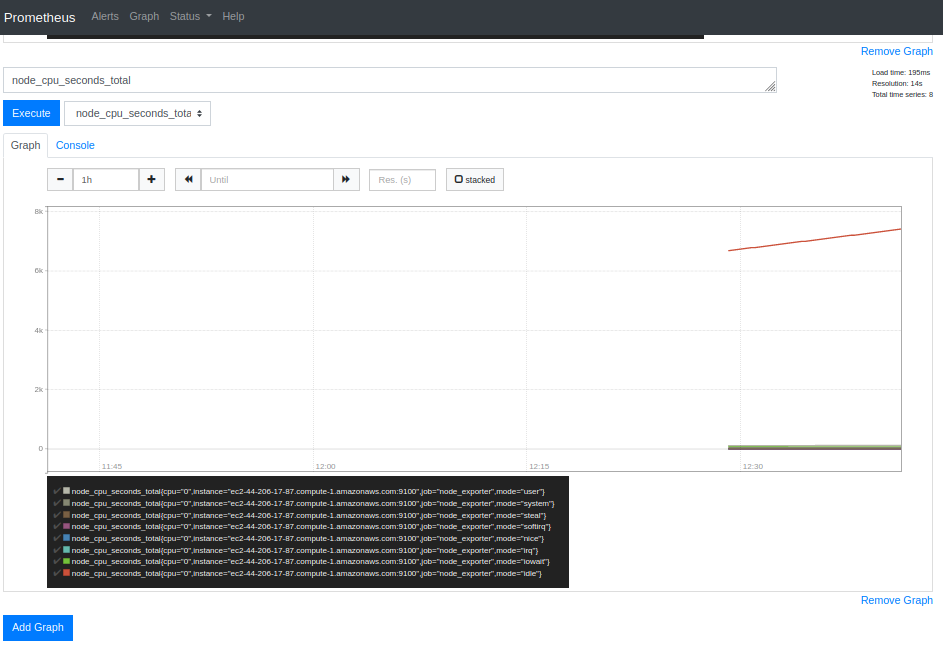 Prometheus Alerts Graph Status Help
Remove Graph
node_cpu_seconds_total
Load time: 195ms
Resolution: 14s
Total time series: 8
Execute node_cpu_seconds_tota
Graph Console
1h Until Res. (s) stacked
8k
6k
4k
2k
0
11:45 12:00 12:15 12:30
node_cpu_seconds_total{cpu="0",instance="ec2-44-206-17-87.compute-1.amazonaws.com:9100",job="node_exporter",mode="user"}
node_cpu_seconds_total{cpu="0",instance="ec2-44-206-17-87.compute-1.amazonaws.com:9100",job="node_exporter",mode="system"}
node_cpu_seconds_total{cpu="0",instance="ec2-44-206-17-87.compute-1.amazonaws.com:9100",job="node_exporter",mode="steal"}
node_cpu_seconds_total{cpu="0",instance="ec2-44-206-17-87.compute-1.amazonaws.com:9100",job="node_exporter",mode="softirq"}
node_cpu_seconds_total{cpu="0",instance="ec2-44-206-17-87.compute-1.amazonaws.com:9100",job="node_exporter",mode="nice"}
node_cpu_seconds_total{cpu="0",instance="ec2-44-206-17-87.compute-1.amazonaws.com:9100",job="node_exporter",mode="irq"}
node_cpu_seconds_total{cpu="0",instance="ec2-44-206-17-87.compute-1.amazonaws.com:9100",job="node_exporter",mode="iowait"}
node_cpu_seconds_total{cpu="0",instance="ec2-44-206-17-87.compute-1.amazonaws.com:9100",job="node_exporter",mode="idle"}
Remove Graph
Add Graph